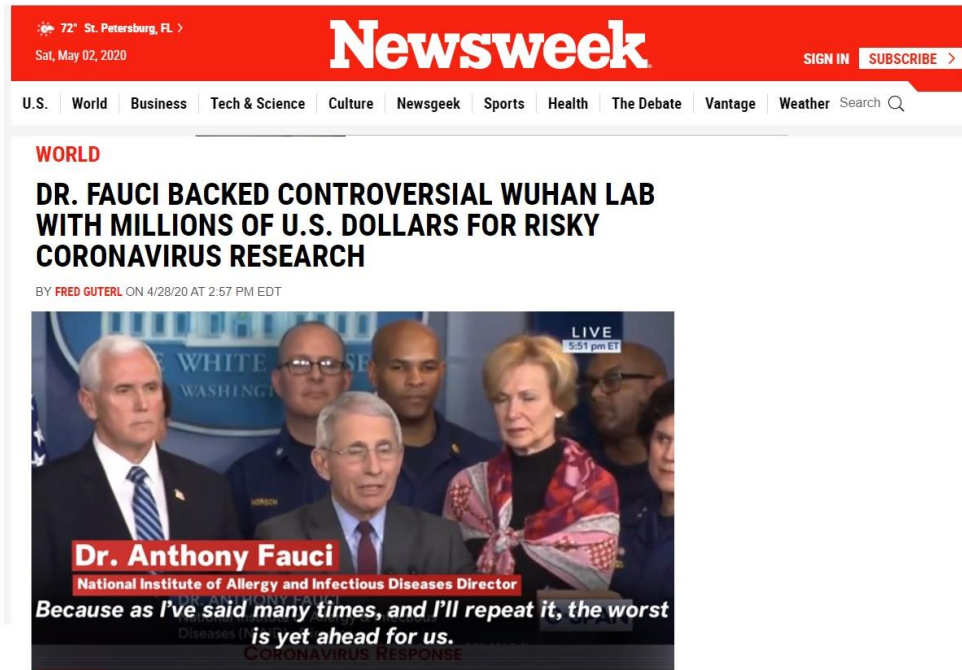 72° St. Petersburg, FL >
Sat, May 02, 2020
Newsweek
SIGN IN SUBSCRIBE >
U.S. World Business Tech & Science Culture Newsgeek Sports Health The Debate Vantage Weather Search
WORLD
DR. FAUCI BACKED CONTROVERSIAL WUHAN LAB
WITH MILLIONS OF U.S. DOLLARS FOR RISKY
CORONAVIRUS RESEARCH
BY FRED GUTERL ON 4/28/20 AT 2:57 PM EDT
LIVE
5:51 pm ET
WHITE
WASHING
Dr. Anthony Fauci
National Institute of Allergy and Infectious Diseases Director
DR. ANTHONY FAUCI
Because as I've said many times, and I'll repeat it, the worst
Diseases
is yet ahead for us.
CORONAVIRUS RESPONSE